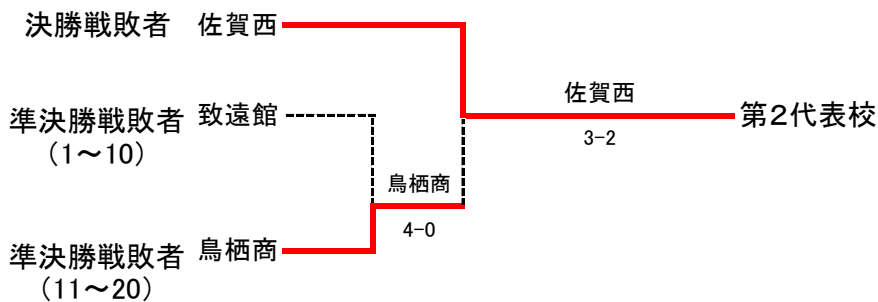 決勝戦敗者 佐賀西
佐賀西
準決勝戦敗者 致遠館
(1～10)
第2代表校
3-2
鳥栖商
4-0
準決勝戦敗者 鳥栖商
(11～20)